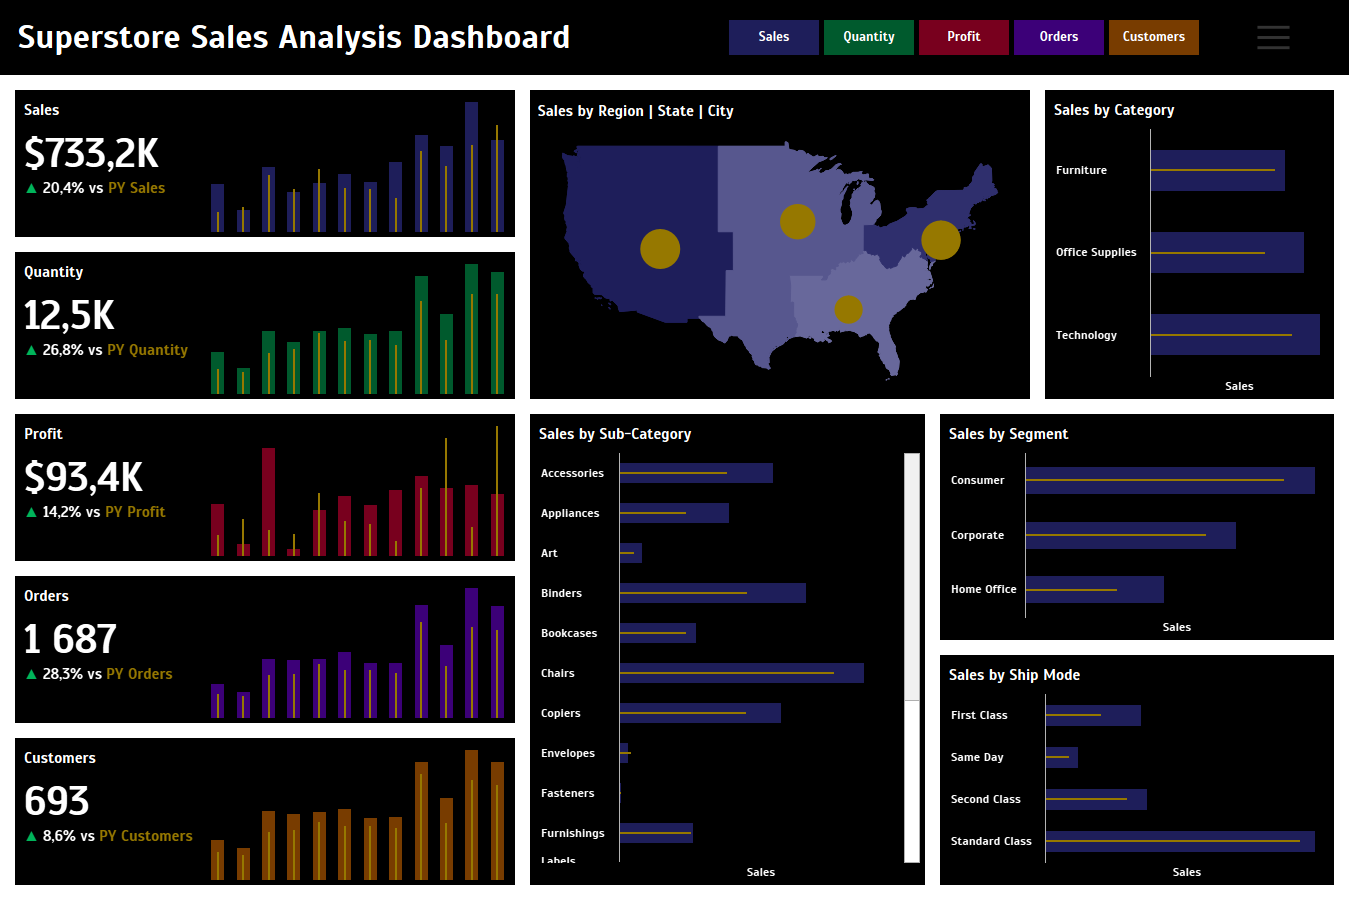 Superstore Sales Analysis Dashboard
Sales
Quantity
Profit
Orders
Customers
Sales
$733,2K
▲ 20,4% vs PY Sales
Quantity
12,5K
▲ 26,8% vs PY Quantity
Profit
$93,4K
▲ 14,2% vs PY Profit
Orders
1 687
▲ 28,3% vs PY Orders
Customers
693
▲ 8,6% vs PY Customers
Sales by Region | State | City
Sales by Category
Furniture
Office Supplies
Technology
Sales
Sales by Sub-Category
Accessories
Appliances
Art
Binders
Bookcases
Chairs
Copiers
Envelopes
Fasteners
Furnishings
Labels
Sales
Sales by Segment
Consumer
Corporate
Home Office
Sales
Sales by Ship Mode
First Class
Same Day
Second Class
Standard Class
Sales